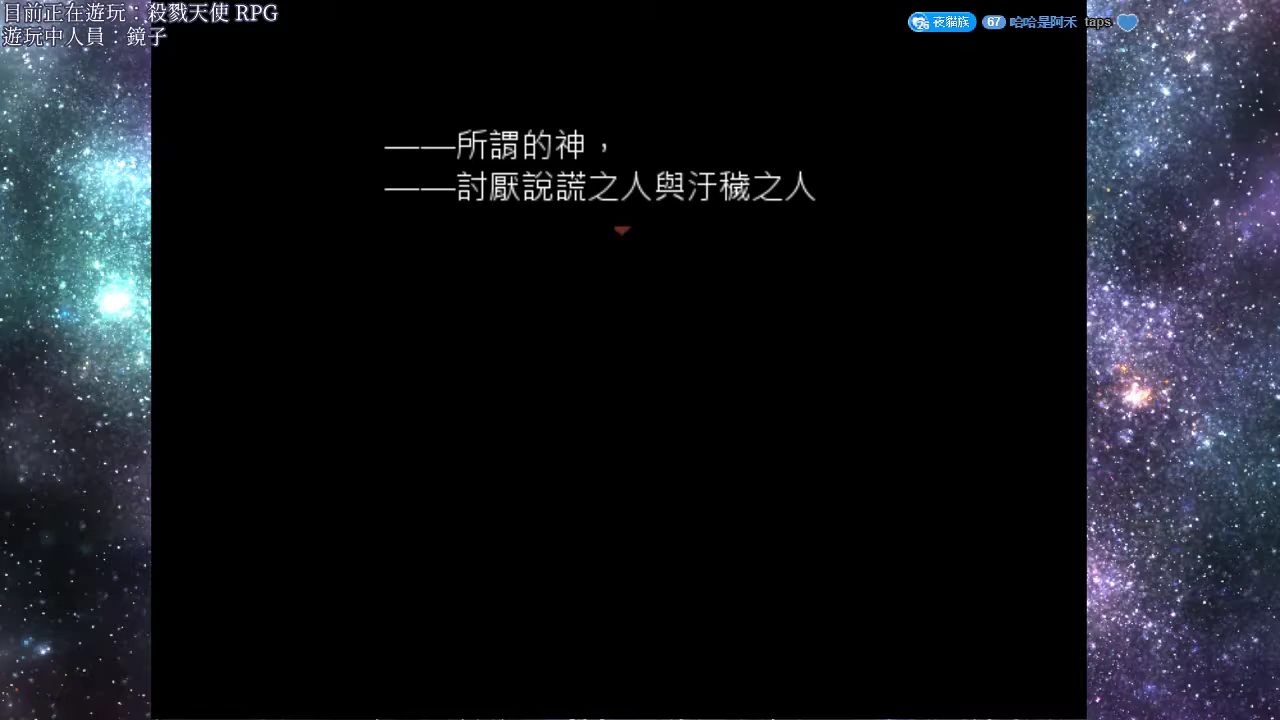 目前正在遊玩：殺戮天使 RPG
遊玩中人員：鏡子
26 夜貓族 67 哈哈是阿禾 taps
——所謂的神，
——討厭說謊之人與汙穢之人